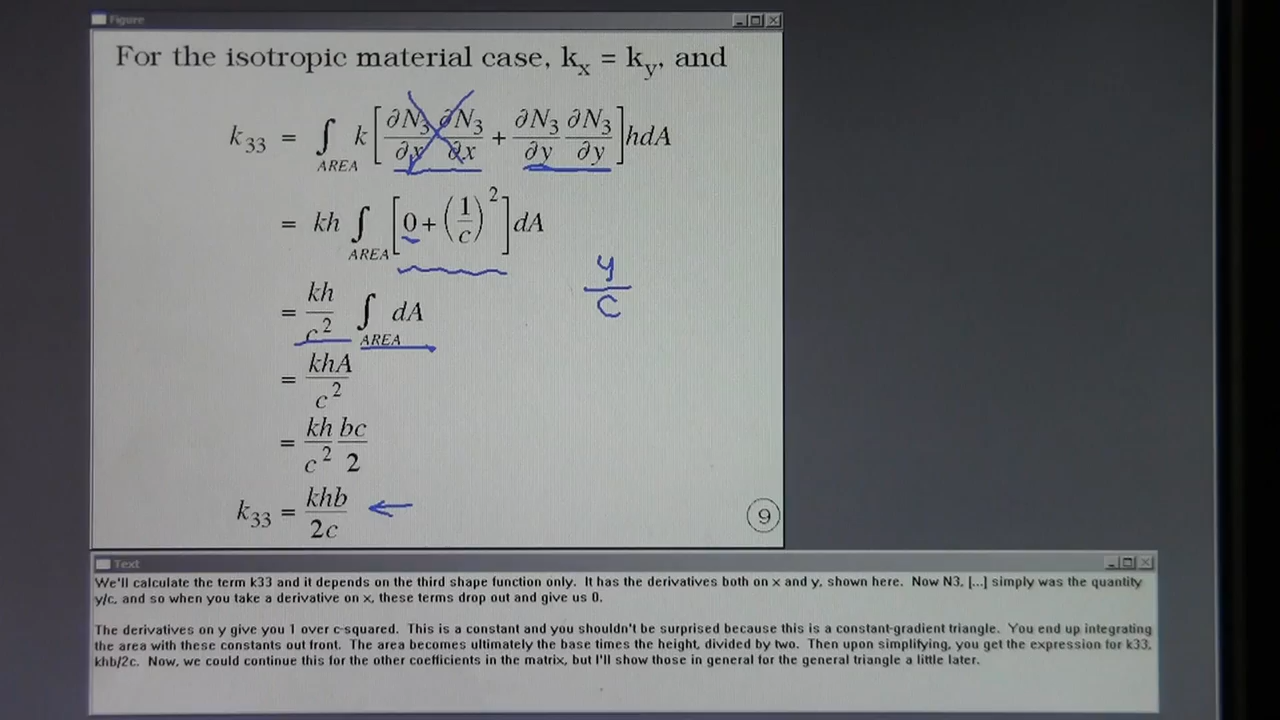 Figure
For the isotropic material case, kx = ky, and
k33 = ∫AREA k[∂N3/∂x ∂N3/∂x + ∂N3/∂y ∂N3/∂y]hdA
= kh ∫AREA [0 + (1/c)^2]dA
y/c
= kh/c^2 ∫AREA dA
= khA/c^2
= kh/c^2 bc/2
k33 = khb/2c ←
9
Text
We'll calculate the term k33 and it depends on the third shape function only. It has the derivatives both on x and y, shown here. Now N3, [...] simply was the quantity
y/c, and so when you take a derivative on x, these terms drop out and give us 0.
The derivatives on y give you 1 over c-squared. This is a constant and you shouldn't be surprised because this is a constant-gradient triangle. You end up integrating
the area with these constants out front. The area becomes ultimately the base times the height, divided by two. Then upon simplifying, you get the expression for k33,
khb/2c. Now, we could continue this for the other coefficients in the matrix, but I'll show those in general for the general triangle a little later.